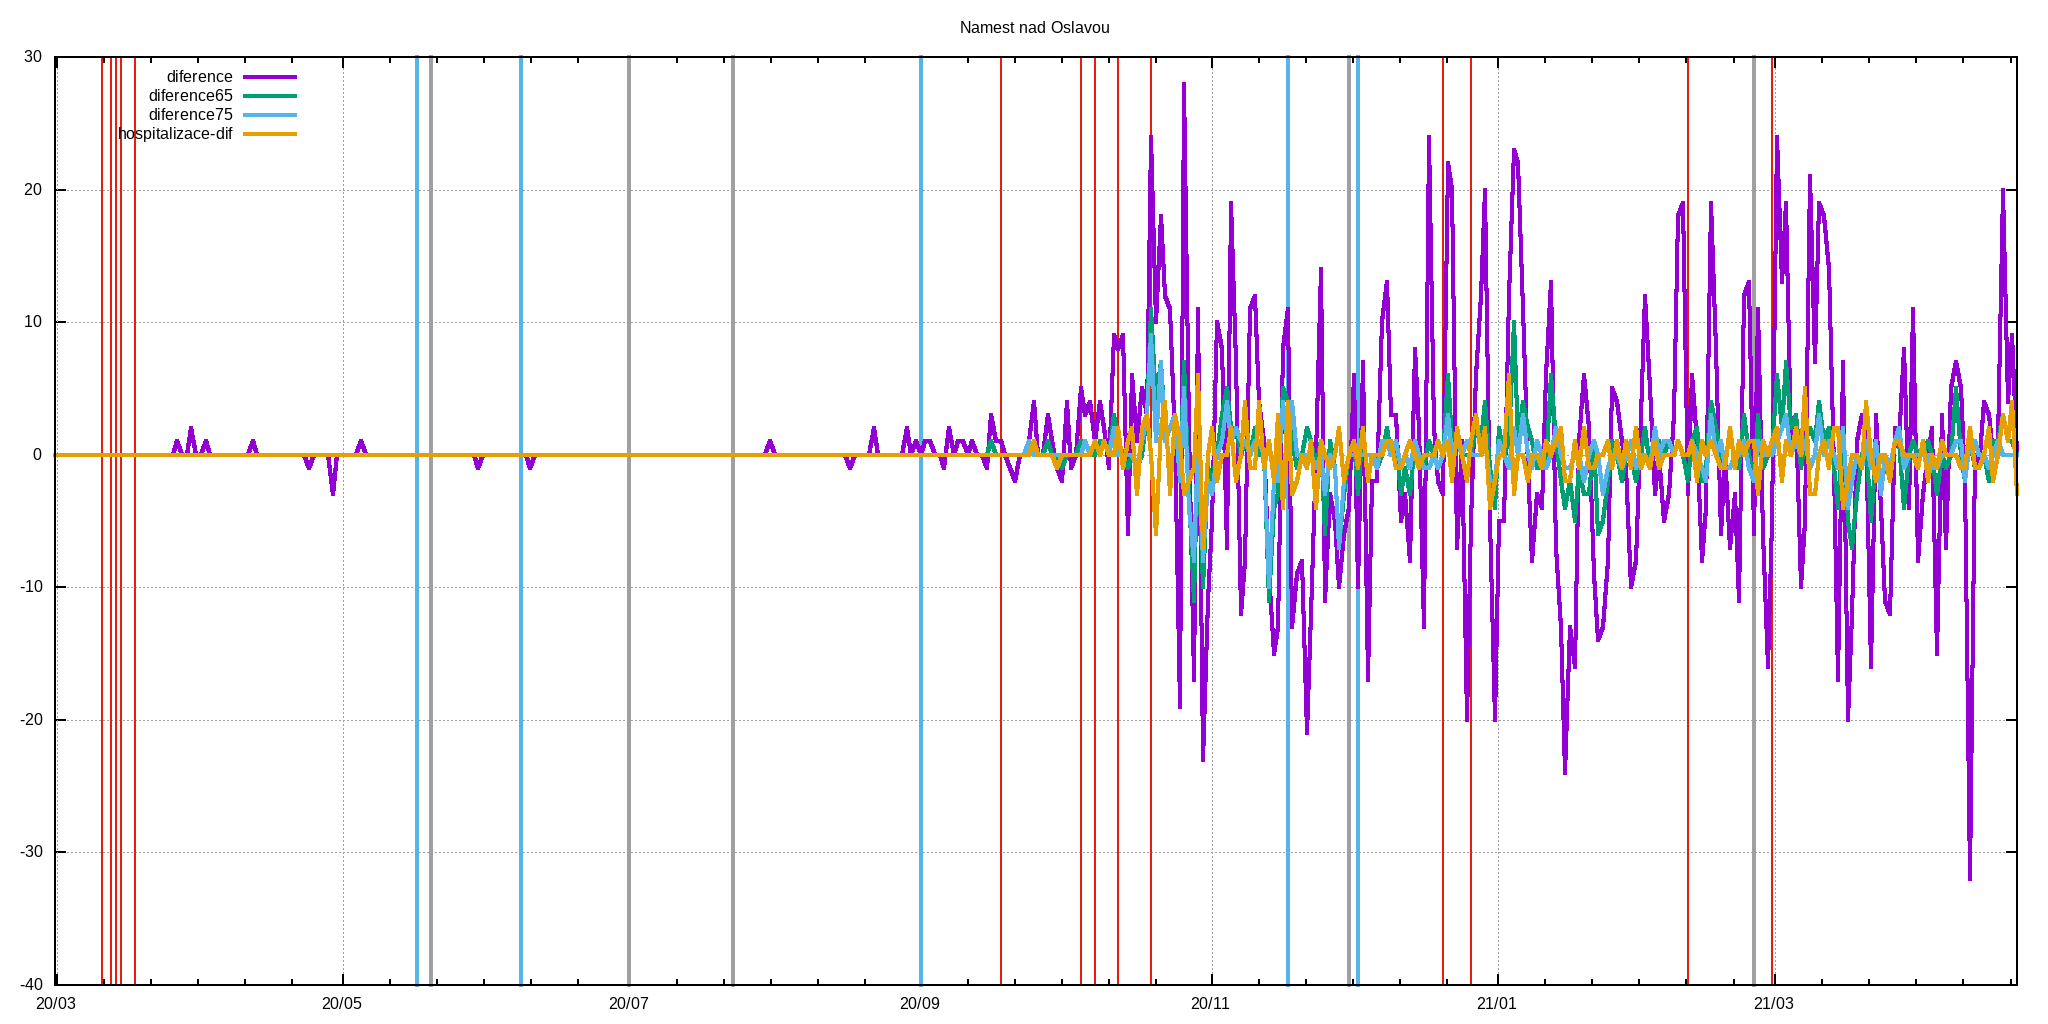 Namest nad Oslavou
30
20
10
0
-10
-20
-30
-40
diference
diference65
diference75
hospitalizace-dif
20/03 20/05 20/07 20/09 20/11 21/01 21/03